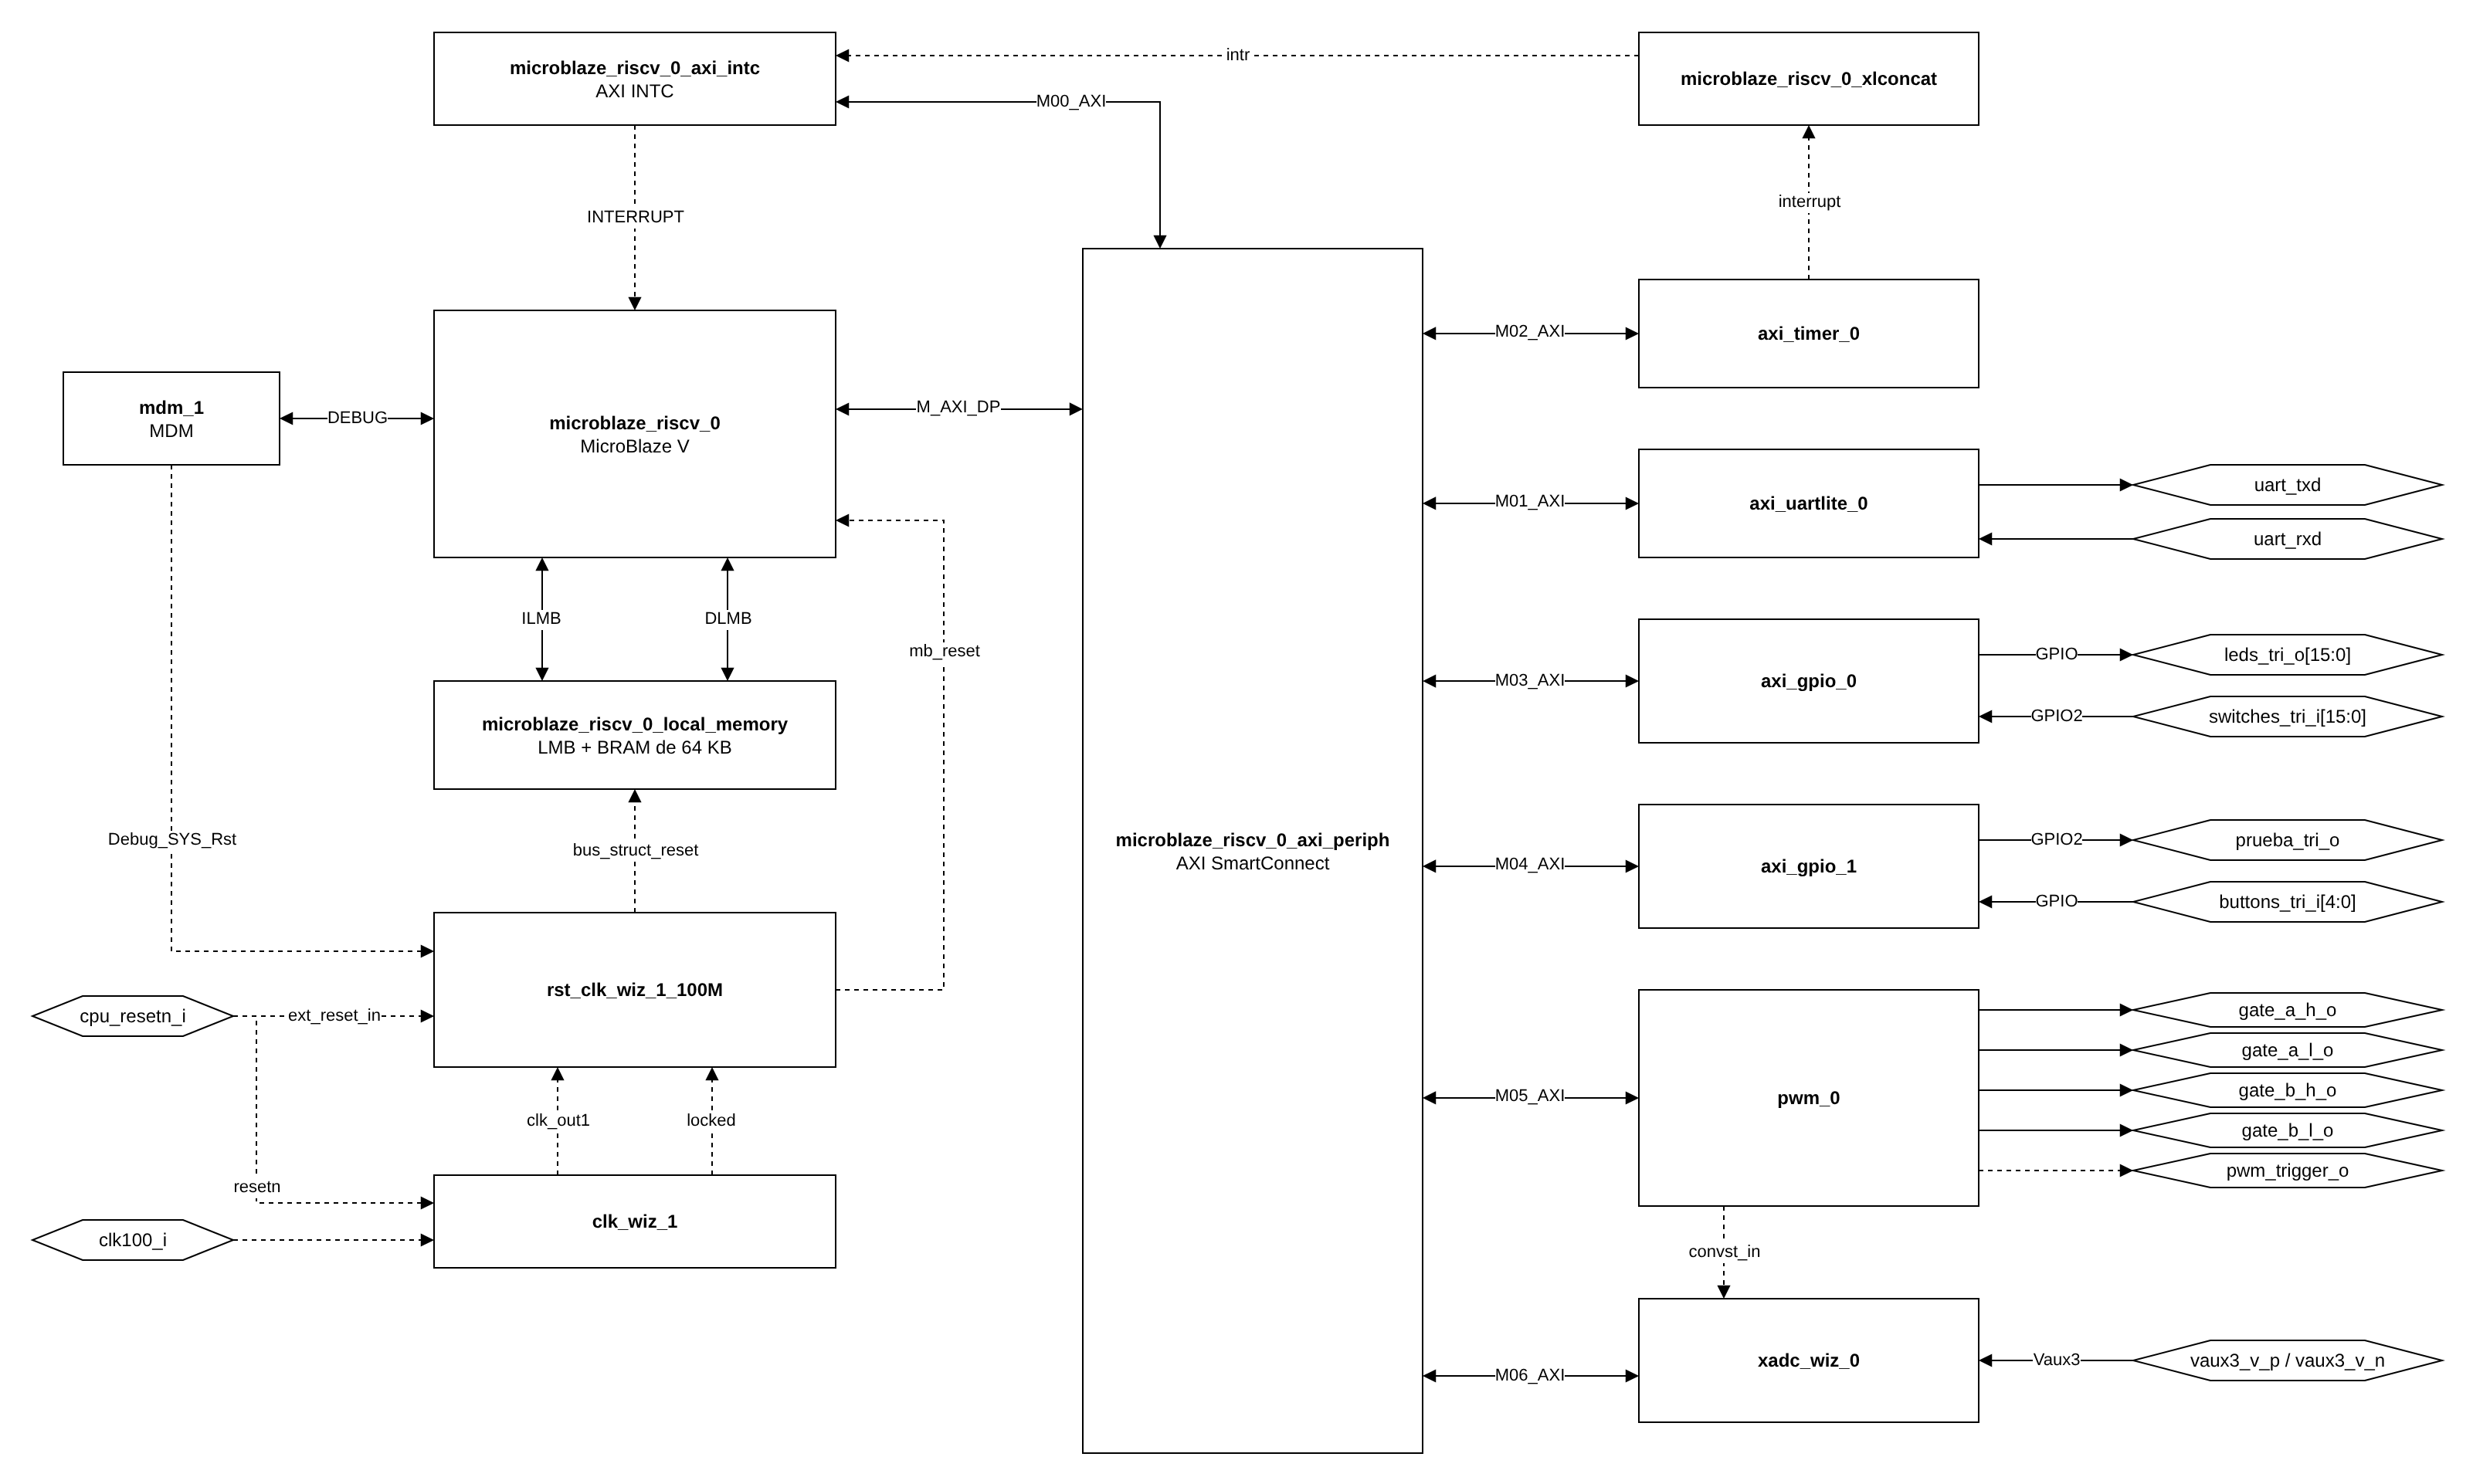 microblaze_riscv_0_axi_intc
AXI INTC
intr
microblaze_riscv_0_xlconcat
M00_AXI
INTERRUPT
interrupt
mdm_1
MDM
DEBUG
microblaze_riscv_0
MicroBlaze V
M_AXI_DP
M02_AXI
axi_timer_0
M01_AXI
axi_uartlite_0
uart_txd
uart_rxd
ILMB
DLMB
mb_reset
microblaze_riscv_0_local_memory
LMB + BRAM de 64 KB
M03_AXI
axi_gpio_0
GPIO
leds_tri_o[15:0]
GPIO2
switches_tri_i[15:0]
Debug_SYS_Rst
bus_struct_reset
microblaze_riscv_0_axi_periph
AXI SmartConnect
M04_AXI
axi_gpio_1
GPIO2
prueba_tri_o
GPIO
buttons_tri_i[4:0]
cpu_resetn_i
ext_reset_in
rst_clk_wiz_1_100M
clk_out1
locked
resetn
clk100_i
clk_wiz_1
M05_AXI
pwm_0
gate_a_h_o
gate_a_l_o
gate_b_h_o
gate_b_l_o
pwm_trigger_o
convst_in
M06_AXI
xadc_wiz_0
Vaux3
vaux3_v_p / vaux3_v_n